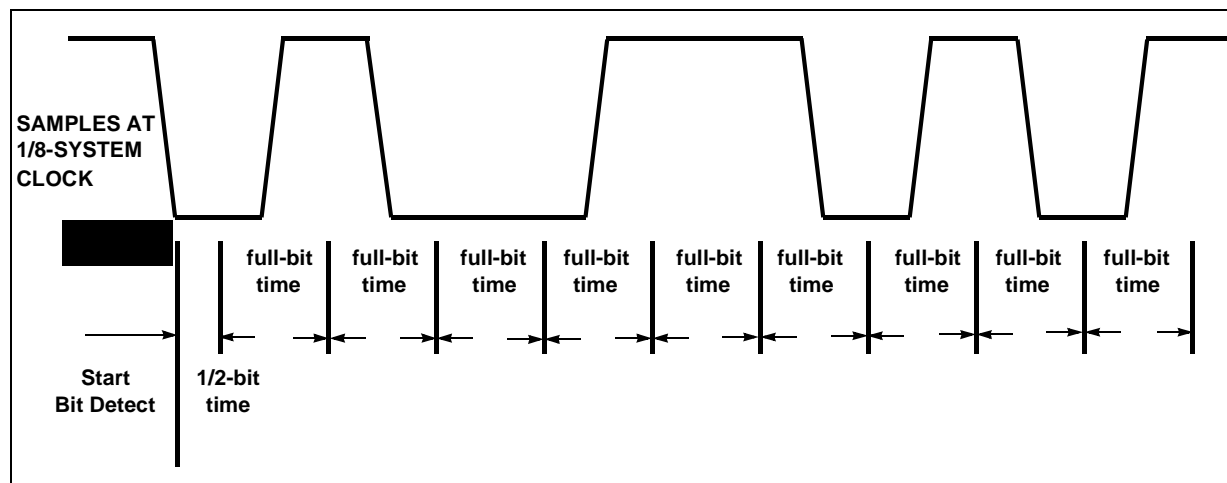 SAMPLES AT
1/8-SYSTEM
CLOCK
full-bit full-bit full-bit full-bit full-bit full-bit full-bit full-bit full-bit
time time time time time time time time time
Start 1/2-bit
Bit Detect time